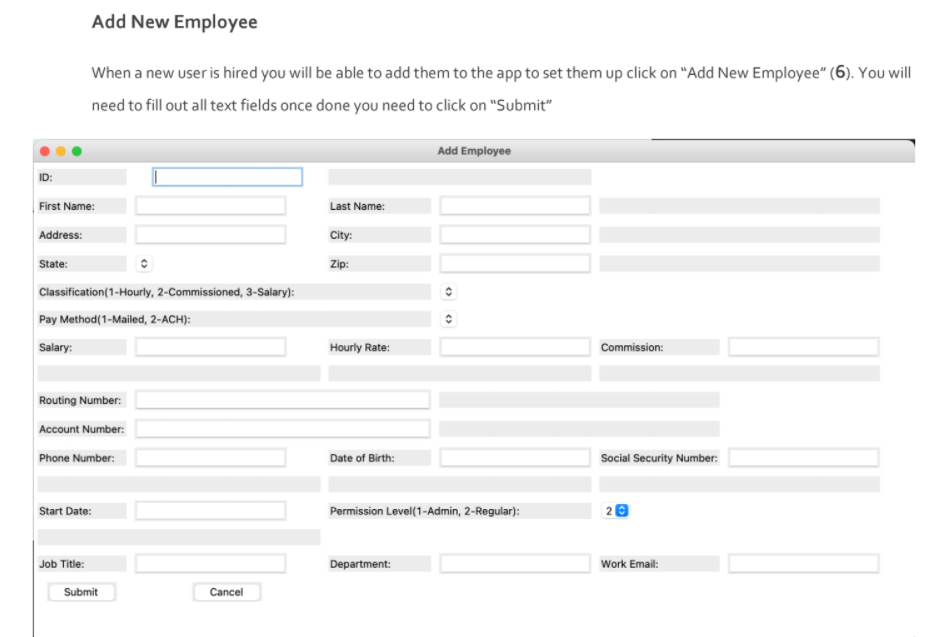 Add New Employee
When a new user is hired you will be able to add them to the app to set them up click on "Add New Employee" (6). You will
need to fill out all text fields once done you need to click on "Submit"
Add Employee
ID:
First Name: Last Name:
Address: City:
State: Zip:
Classification(1-Hourly, 2-Commissioned, 3-Salary):
Pay Method(1-Mailed, 2-ACH):
Salary: Hourly Rate: Commission:
Routing Number:
Account Number:
Phone Number: Date of Birth: Social Security Number:
Start Date: Permission Level(1-Admin, 2-Regular): 2
Job Title: Department: Work Email:
Submit Cancel